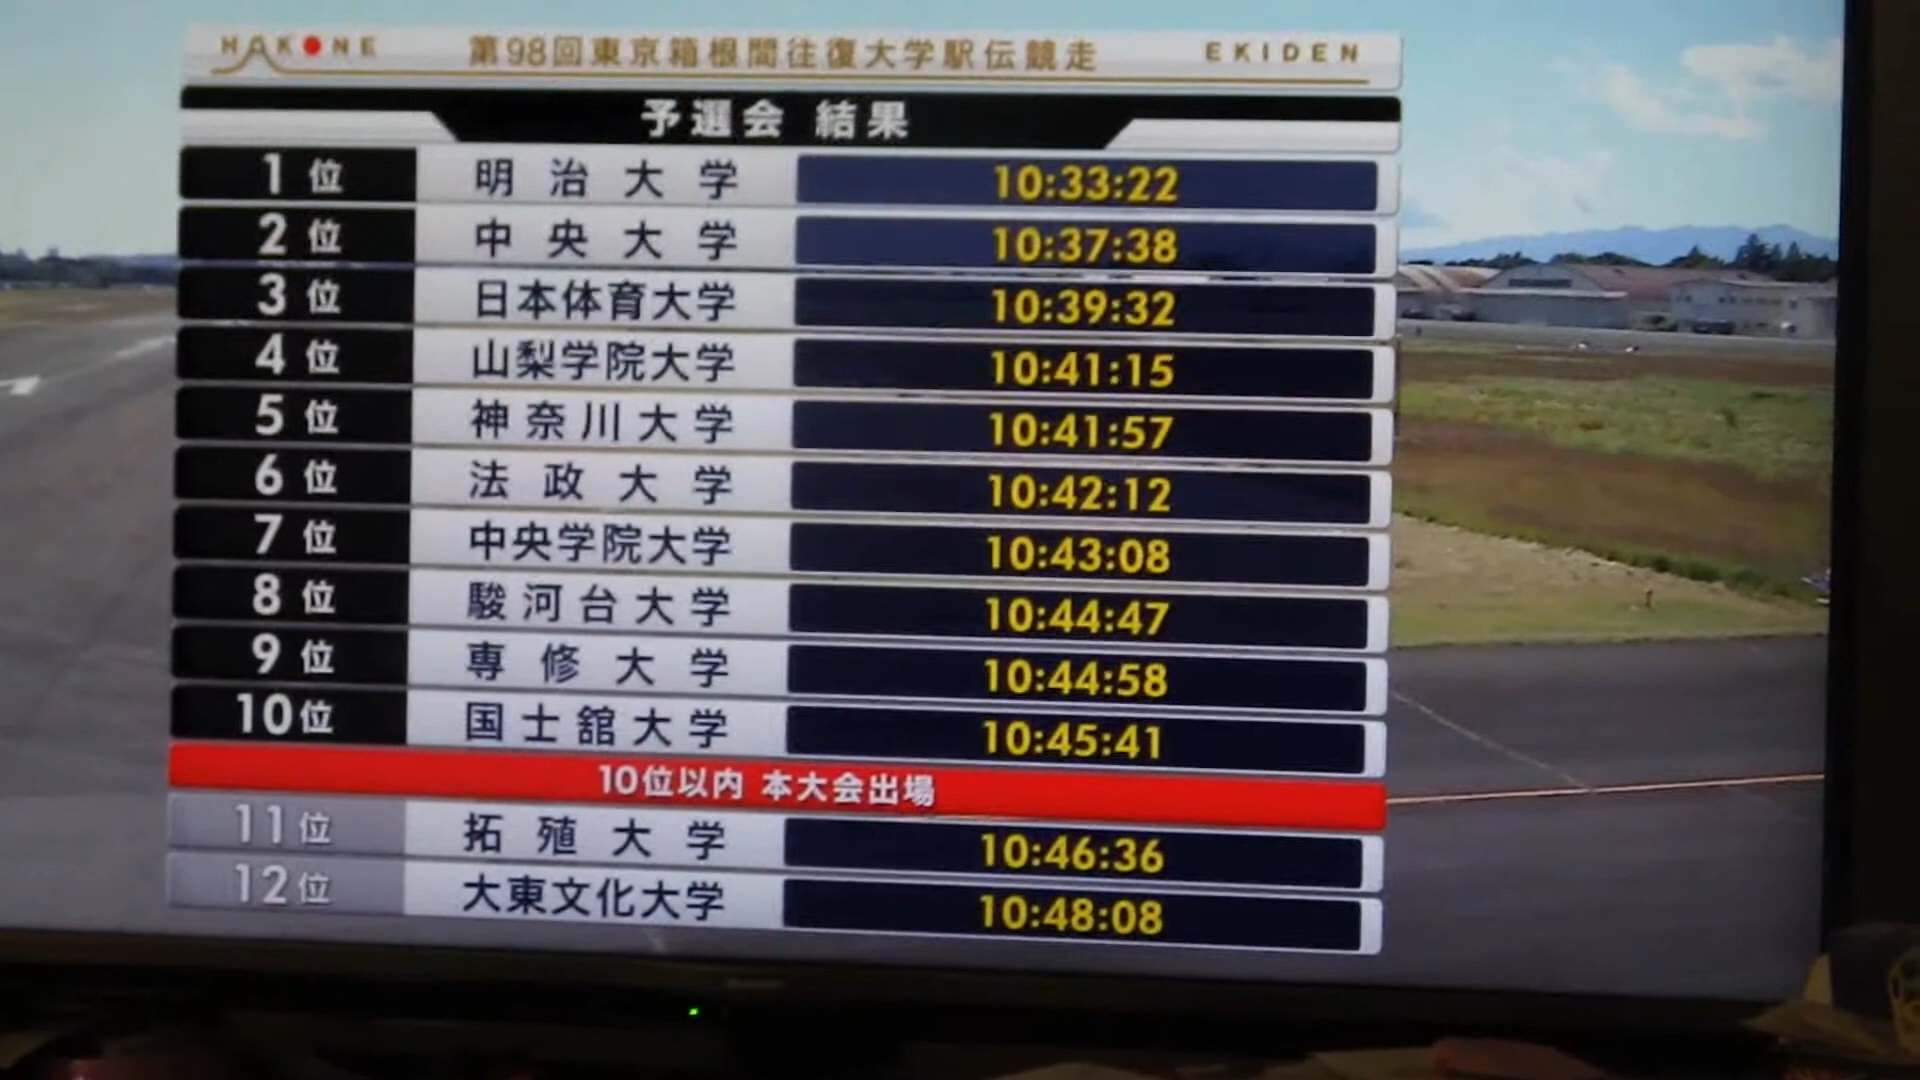 HAKONE 第98回東京箱根間往復大学駅伝競走 EKIDEN
予選会 結果
1位 明治大学 10:33:22
2位 中央大学 10:37:38
3位 日本体育大学 10:39:32
4位 山梨学院大学 10:41:15
5位 神奈川大学 10:41:57
6位 法政大学 10:42:12
7位 中央学院大学 10:43:08
8位 駿河台大学 10:44:47
9位 専修大学 10:44:58
10位 国士舘大学 10:45:41
10位以内 本大会出場
11位 拓殖大学 10:46:36
12位 大東文化大学 10:48:08